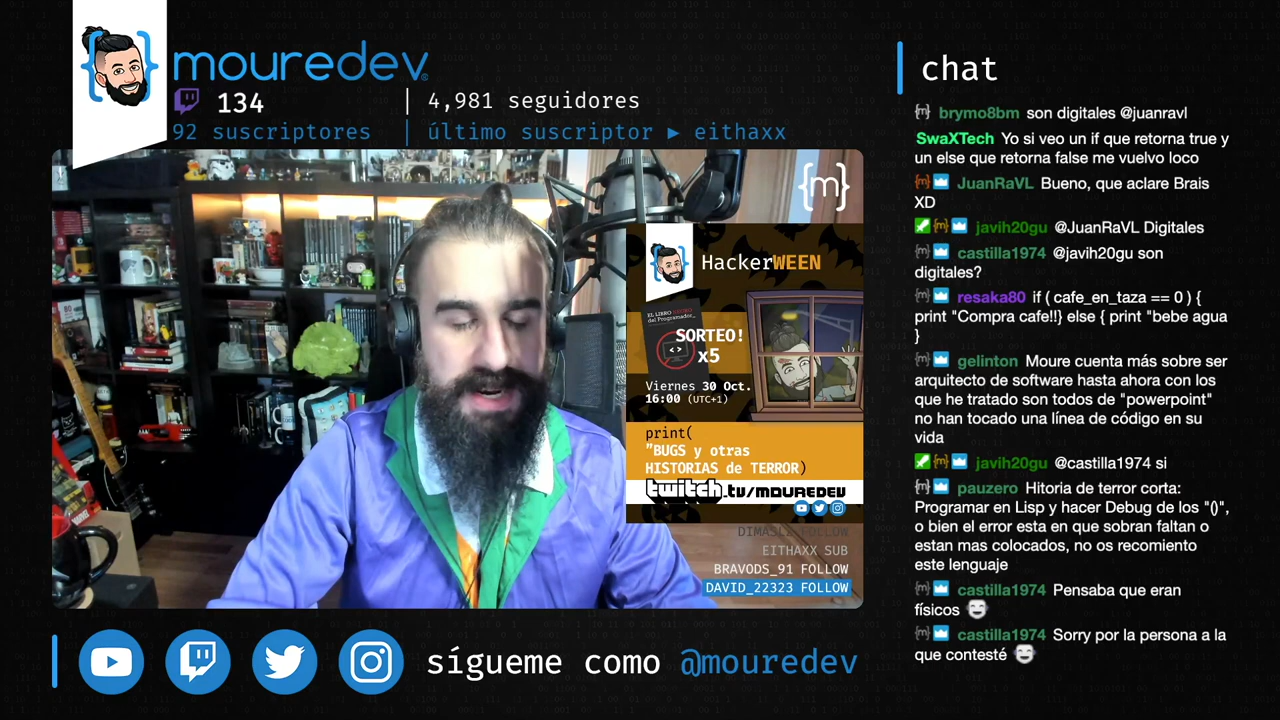 mouredev
134
4,981 seguidores
92 suscriptores
último suscriptor ▶ eithaxx
{m}
HackerWEEN
EL LIBRO NEGRO
del Programador_
SORTEO!
<> x5
Viernes 30 Oct.
16:00 (UTC+1)
print(
"BUGS y otras
HISTORIAS de TERROR)
twitch.tv/MOUREDEV
EITHAXX SUB
BRAVODS_91 FOLLOW
DAVID_22323 FOLLOW
sígueme como @mouredev
chat
brymo8bm son digitales @juanravl
SwaXTech Yo si veo un if que retorna true y
un else que retorna false me vuelvo loco
JuanRaVL Bueno, que aclare Brais
XD
javih20gu @JuanRaVL Digitales
castilla1974 @javih20gu son
digitales?
resaka80 if ( cafe_en_taza == 0 ) {
print "Compra cafe!!} else { print "bebe agua
}
gelinton Moure cuenta más sobre ser
arquitecto de software hasta ahora con los
que he tratado son todos de "powerpoint"
no han tocado una línea de código en su
vida
javih20gu @castilla1974 si
pauzero Hitoria de terror corta:
Programar en Lisp y hacer Debug de los "()",
o bien el error esta en que sobran faltan o
estan mas colocados, no os recomiento
este lenguaje
castilla1974 Pensaba que eran
físicos
castilla1974 Sorry por la persona a la
que contesté